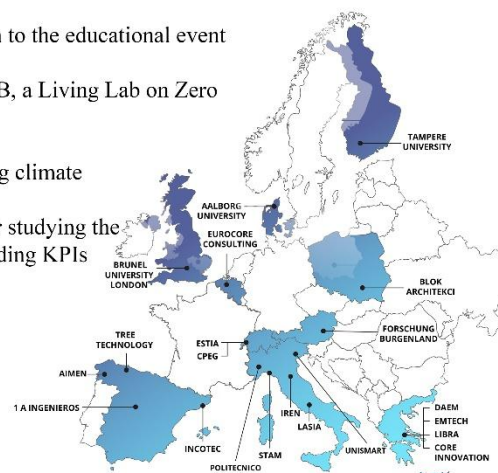 to the educational event
B, a Living Lab on Zero
g climate
studying the
ding KPIs
TAMPERE
UNIVERSITY
AALBORG
UNIVERSITY
EUROCORE
CONSULTING
BRUNEL
UNIVERSITY
LONDON
BLOK
ARCHITEKCI
TREE
TECHNOLOGY
ESTIA
CPEG
FORSCHUNG
BURGENLAND
AIMEN
1 A INGENIEROS
INCOTEC
POLITECNICO
STAM
IREN
LASIA
UNISMART
DAEM
EMTECH
LIBRA
CORE
INNOVATION